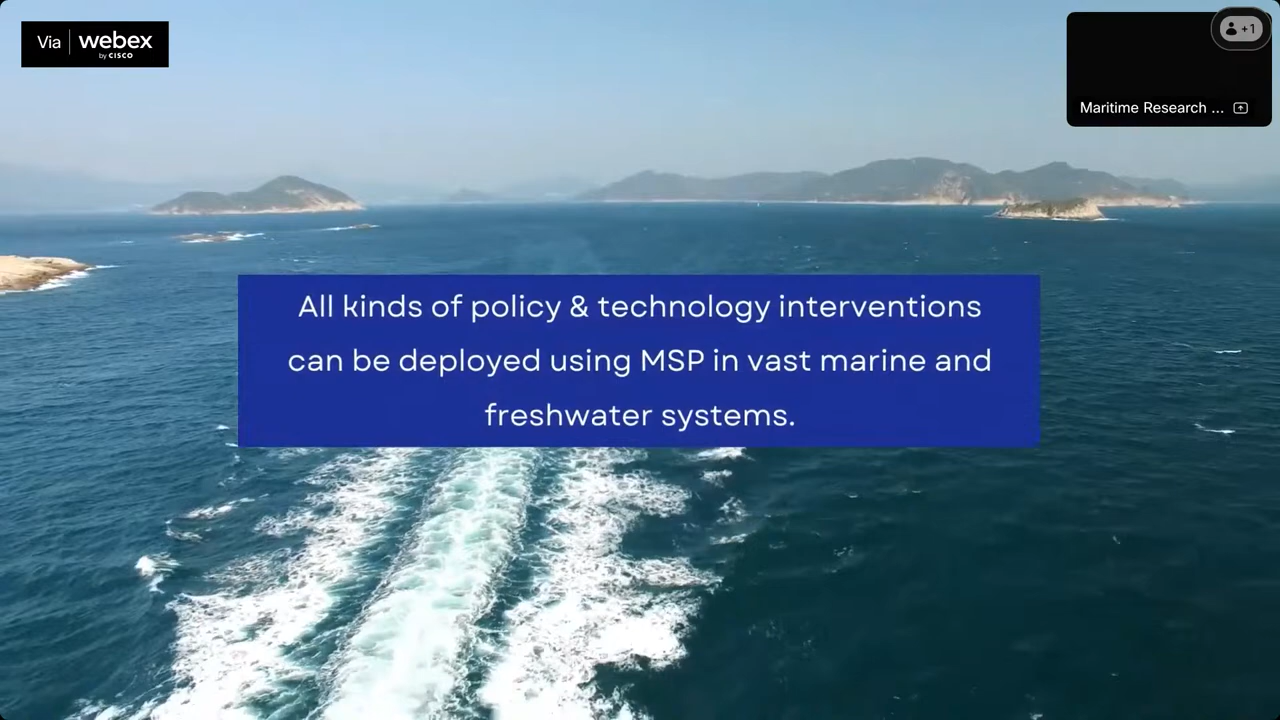 Via | webex
by CISCO
+1
Maritime Research ...
All kinds of policy & technology interventions
can be deployed using MSP in vast marine and
freshwater systems.